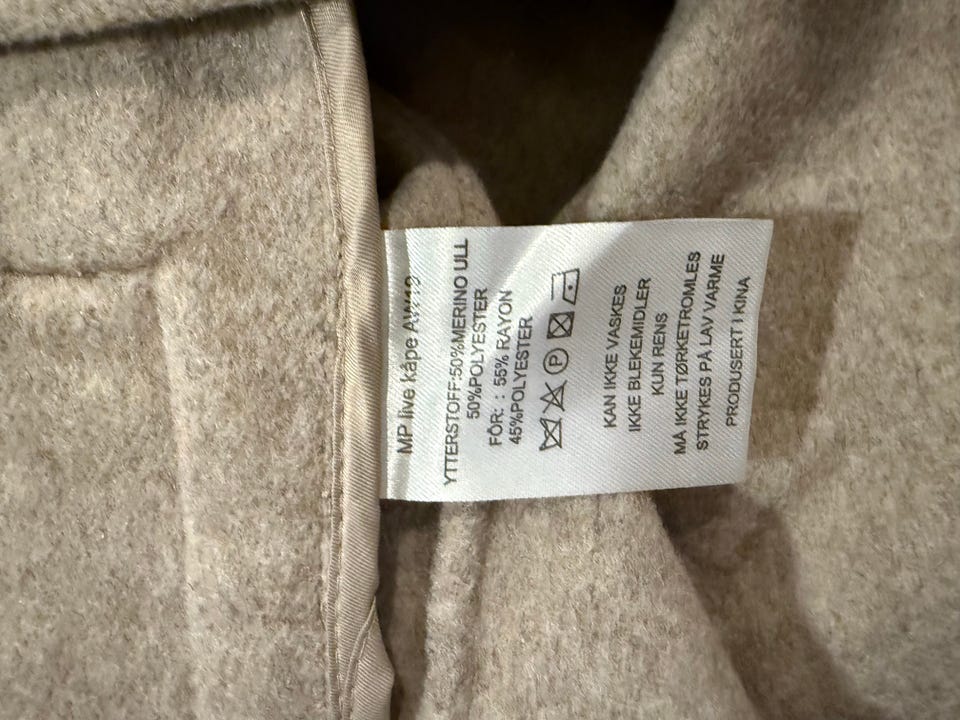 MP live kåpe AW19
YTTERSTOFF:50%MERINO ULL
50%POLYESTER
FÔR: : 55% RAYON
45%POLYESTER
P
KAN IKKE VASKES
IKKE BLEKEMIDLER
KUN RENS
MÅ IKKE TØRKETROMLES
STRYKES PÅ LAV VARME
PRODUSERT I KINA